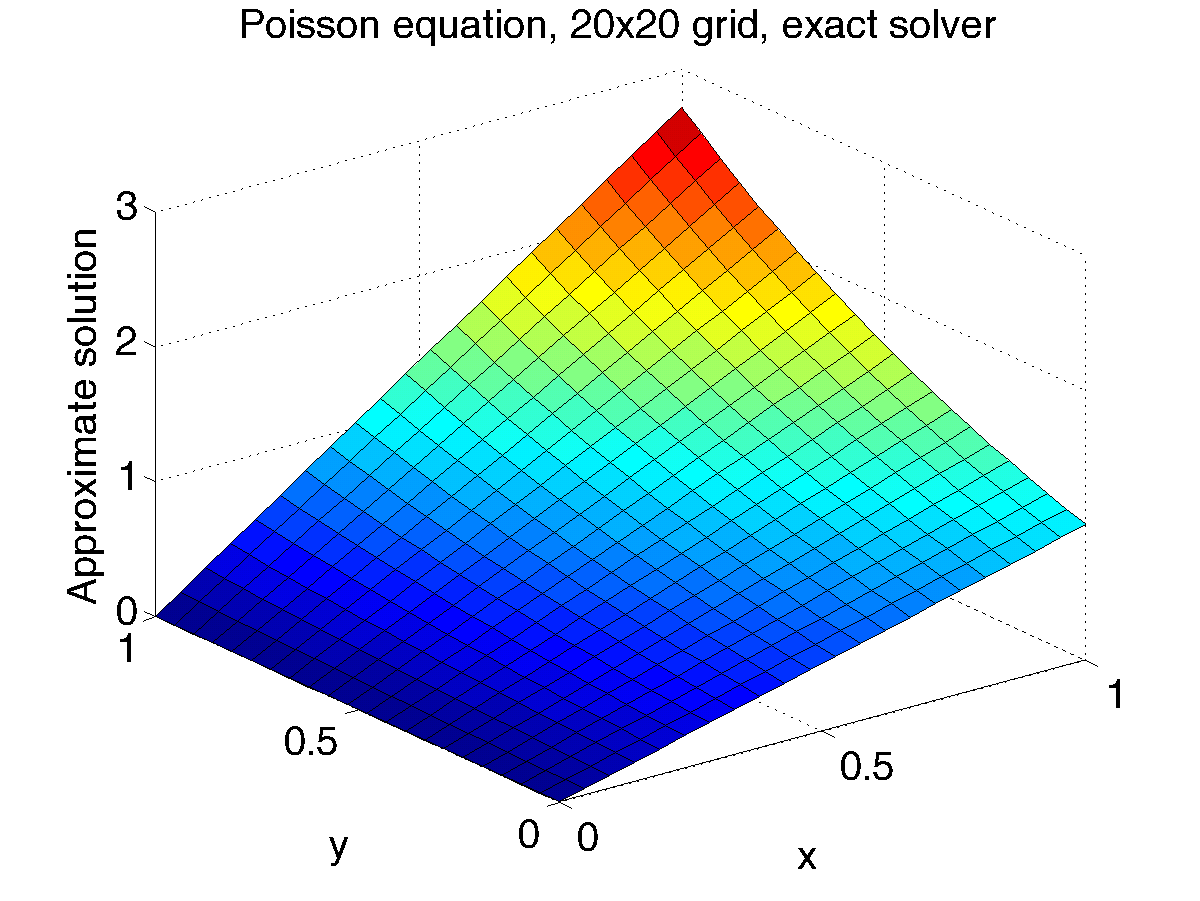 Poisson equation, 20x20 grid, exact solver
3
2
1
0
Approximate solution
1
0.5
0
y
0
0.5
1
x